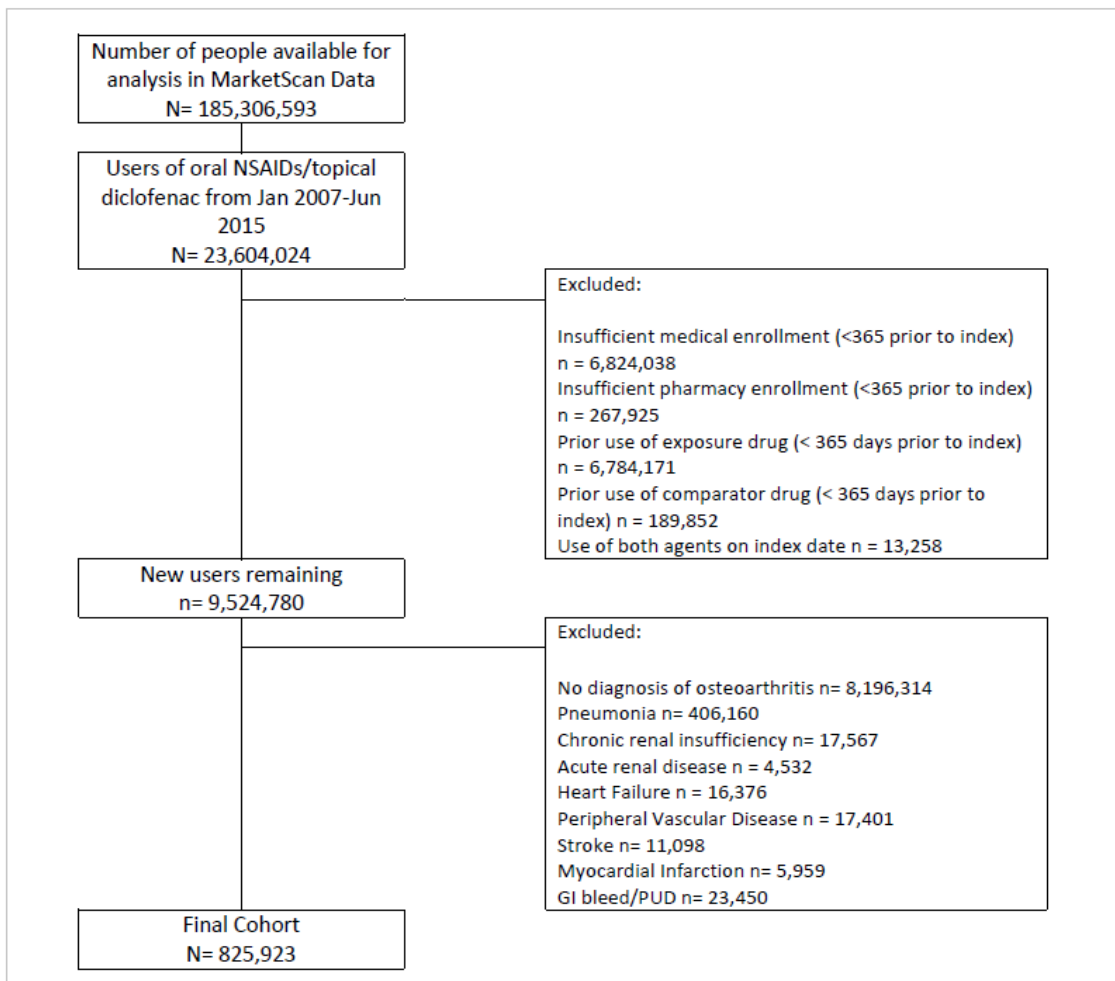 Number of people available for
analysis in MarketScan Data
N= 185,306,593
Users of oral NSAIDs/topical
diclofenac from Jan 2007-Jun
2015
N= 23,604,024
Excluded:
Insufficient medical enrollment (<365 prior to index)
n = 6,824,038
Insufficient pharmacy enrollment (<365 prior to index)
n = 267,925
Prior use of exposure drug (< 365 days prior to index)
n = 6,784,171
Prior use of comparator drug (< 365 days prior to
index) n = 189,852
Use of both agents on index date n = 13,258
New users remaining
n= 9,524,780
Excluded:
No diagnosis of osteoarthritis n= 8,196,314
Pneumonia n= 406,160
Chronic renal insufficiency n= 17,567
Acute renal disease n = 4,532
Heart Failure n = 16,376
Peripheral Vascular Disease n = 17,401
Stroke n= 11,098
Myocardial Infarction n= 5,959
GI bleed/PUD n= 23,450
Final Cohort
N= 825,923